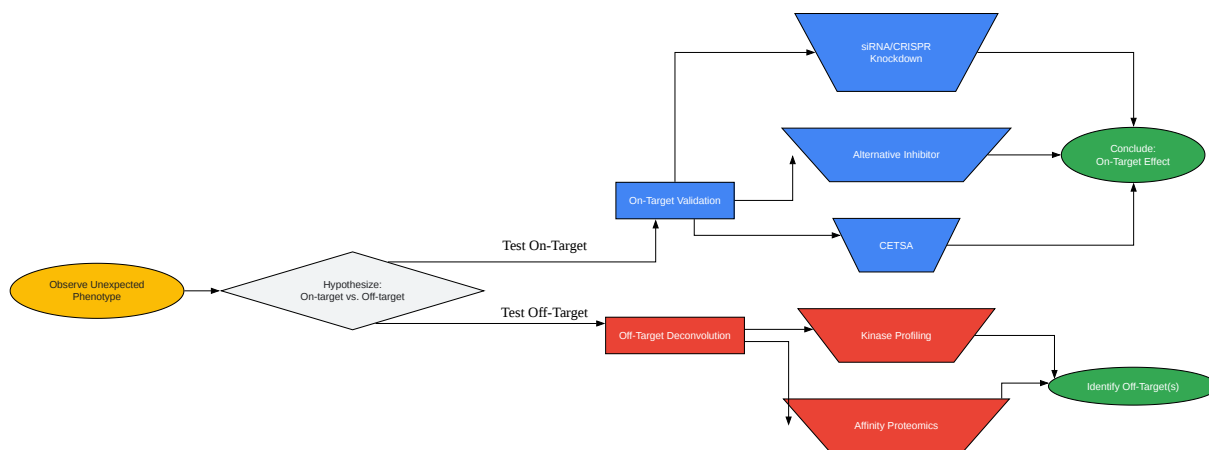 siRNA/CRISPR
Knockdown
Alternative Inhibitor
Conclude:
On-Target Effect
On-Target Validation
Test On-Target
CETSA
Observe Unexpected
Phenotype
Hypothesize:
On-target vs. Off-target
Test Off-Target
Off-Target Deconvolution
Kinase Profiling
Identify Off-Target(s)
Affinity Proteomics